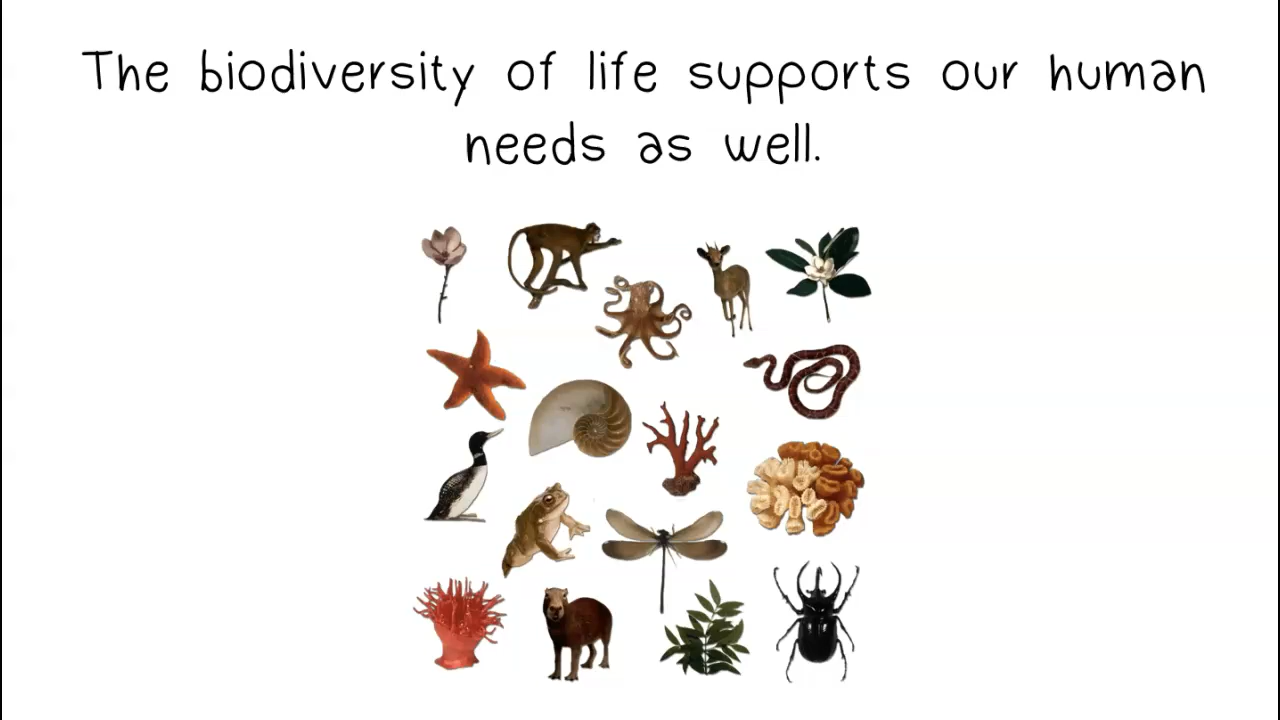 The biodiversity of life supports our human
needs as well.